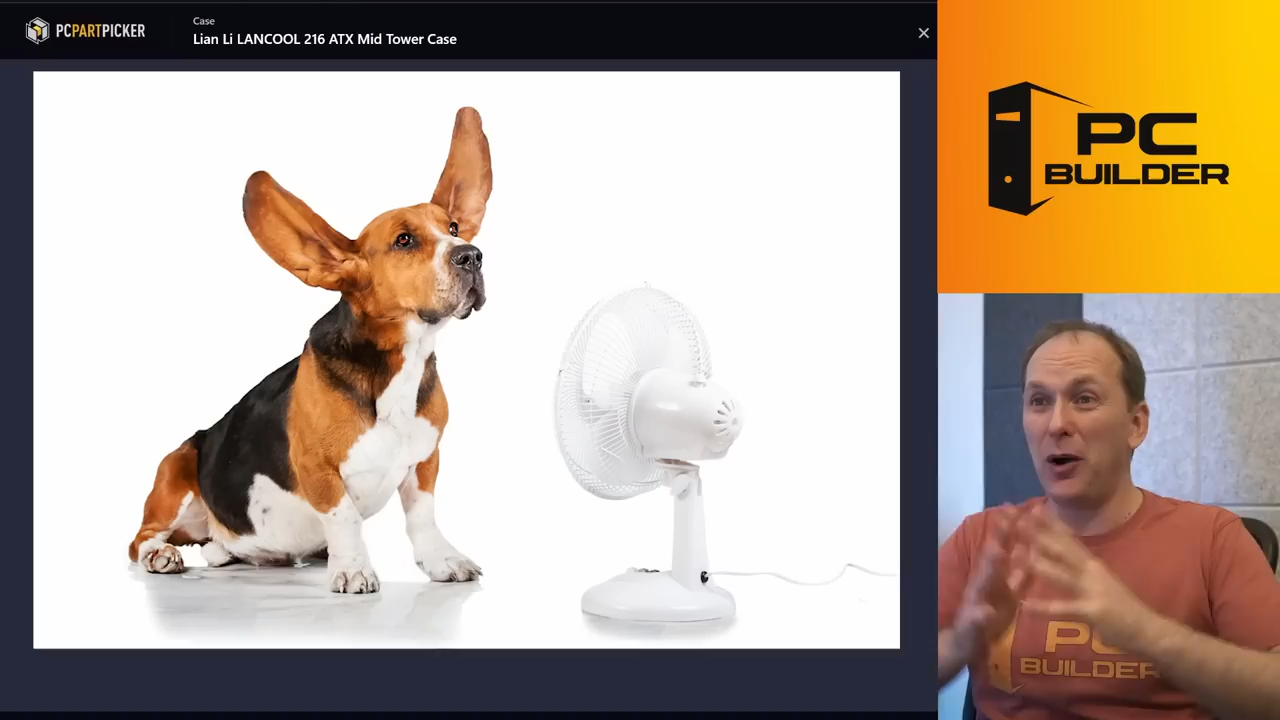 PCPARTPICKER
Case
Lian Li LANCOOL 216 ATX Mid Tower Case
PC
BUILDER
PC
BUILDER